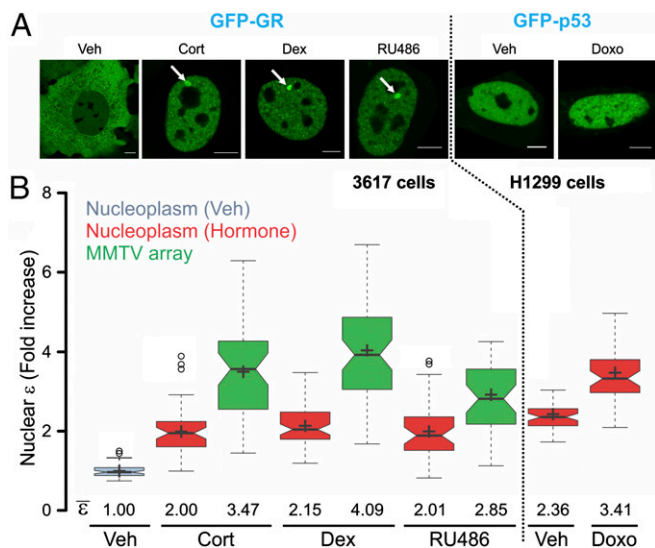 A
GFP-GR
GFP-p53
Veh Cort Dex RU486 Veh Doxo
B
3617 cells H1299 cells
Nucleoplasm (Veh)
Nucleoplasm (Hormone)
MMTV array
Nuclear ε (Fold increase)
8
6
4
2
0
ε 1.00 2.00 3.47 2.15 4.09 2.01 2.85 2.36 3.41
Veh Cort Dex RU486 Veh Doxo